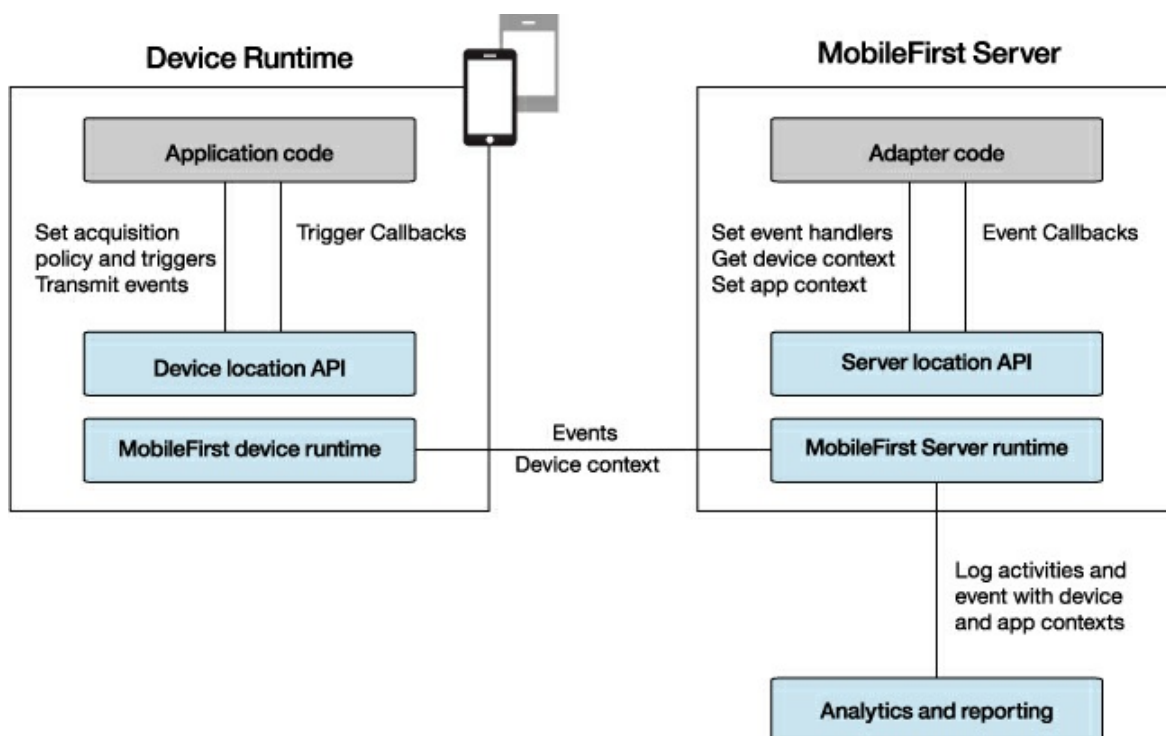 Device Runtime
MobileFirst Server
Application code
Adapter code
Set acquisition
policy and triggers
Transmit events
Trigger Callbacks
Set event handlers
Get device context
Set app context
Event Callbacks
Device location API
Server location API
MobileFirst device runtime
Events
Device context
MobileFirst Server runtime
Log activities and
event with device
and app contexts
Analytics and reporting